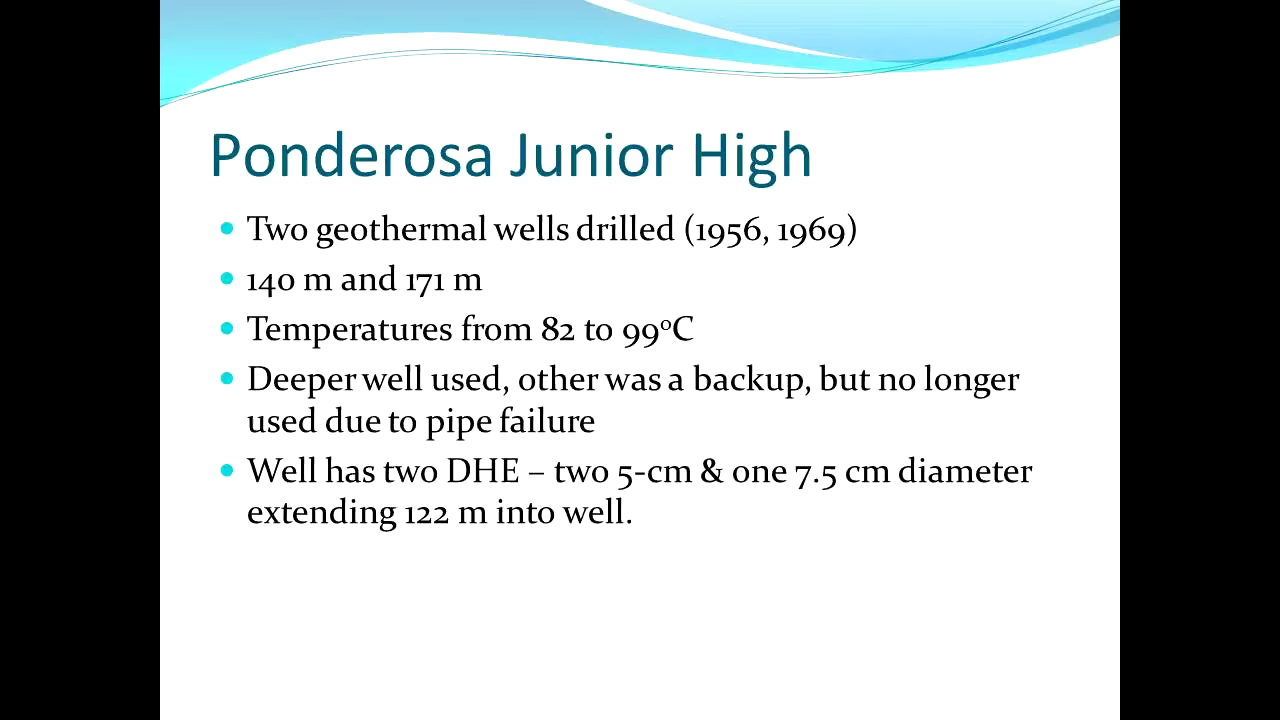 Ponderosa Junior High
• Two geothermal wells drilled (1956, 1969)
• 140 m and 171 m
• Temperatures from 82 to 99⁰C
• Deeper well used, other was a backup, but no longer
used due to pipe failure
• Well has two DHE – two 5-cm & one 7.5 cm diameter
extending 122 m into well.